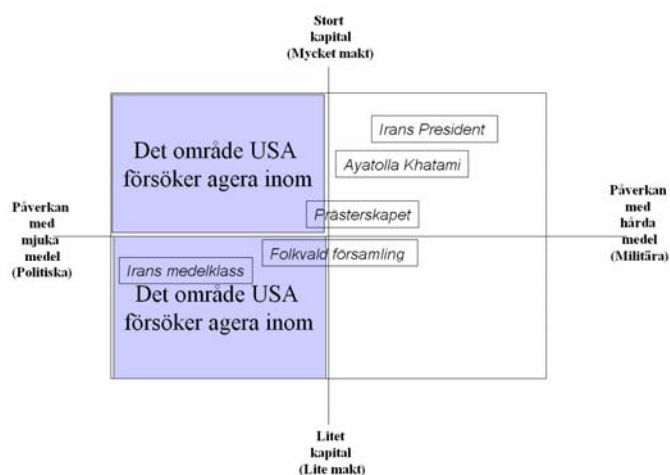 Stort
kapital
(Mycket makt)
Irans President
Det område USA
försöker agera inom
Ayatolla Khatami
Påverkan
med
mjuka
medel
(Politiska)
Prästerskapet
Påverkan
med
hårda
medel
(Militära)
Folkvald församling
Irans medelklass
Det område USA
försöker agera inom
Litet
kapital
(Lite makt)